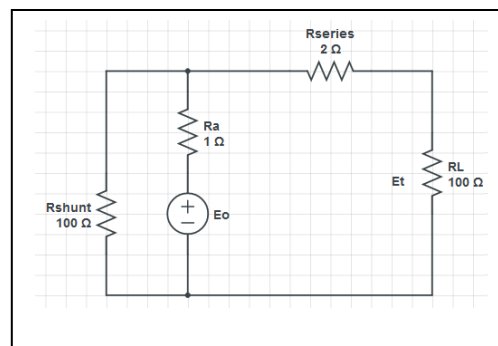 Rseries
2 Ω
Ra
1 Ω
Et
RL
100 Ω
Rshunt
100 Ω
+
−
Eo